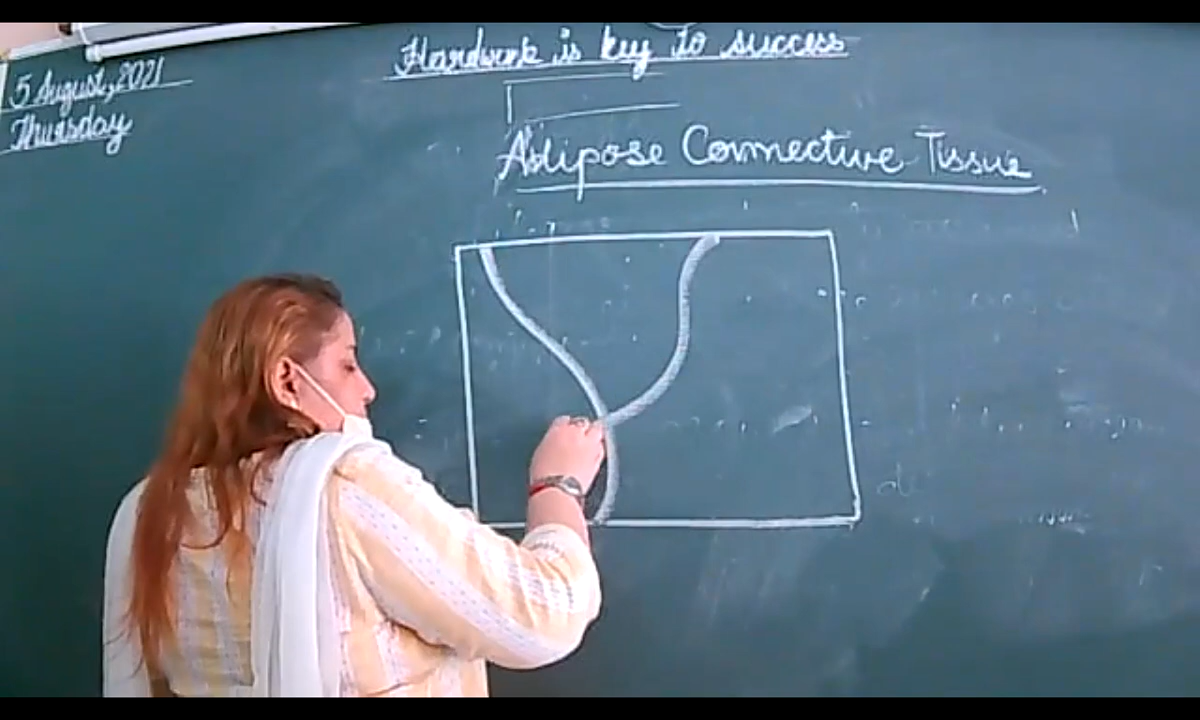 Hardwork is key to success
5 August, 2021
Thursday
Adipose Connective Tissue